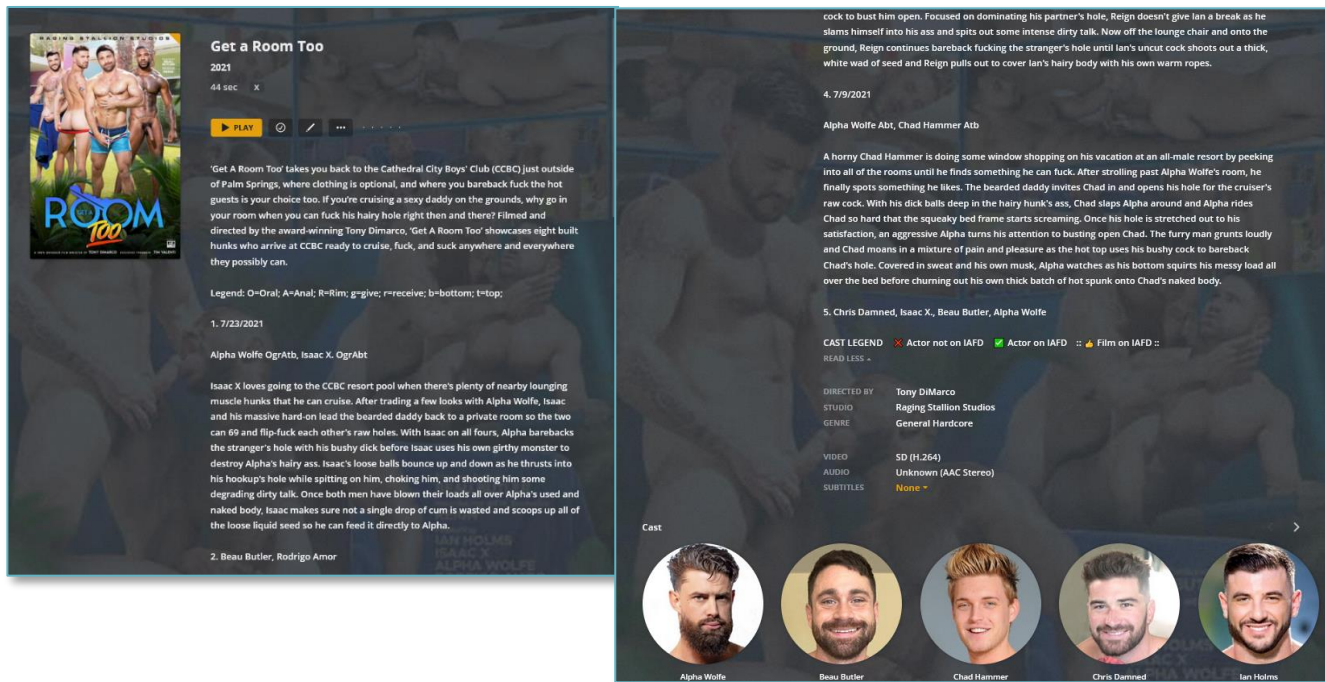 RAGING STALLION STUDIOS
GET A
ROOM
TOO
Get a Room Too
2021
44 sec X
PLAY
'Get A Room Too' takes you back to the Cathedral City Boys' Club (CCBC) just outside
of Palm Springs, where clothing is optional, and where you bareback fuck the hot
guests is your choice too. If you're cruising a sexy daddy on the grounds, why go in
your room when you can fuck his hairy hole right then and there? Filmed and
directed by the award-winning Tony Dimarco, 'Get A Room Too' showcases eight built
hunks who arrive at CCBC ready to cruise, fuck, and suck anywhere and everywhere
they possibly can.
Legend: O=Oral; A=Anal; R=Rim; g=give; r=receive; b=bottom; t=top;
1. 7/23/2021
Alpha Wolfe OgrAtb, Isaac X. OgrAbt
Isaac X loves going to the CCBC resort pool when there's plenty of nearby lounging
muscle hunks that he can cruise. After trading a few looks with Alpha Wolfe, Isaac
and his massive hard-on lead the bearded daddy back to a private room so the two
can 69 and flip-fuck each other's raw holes. With Isaac on all fours, Alpha barebacks
the stranger's hole with his bushy dick before Isaac uses his own girthy monster to
destroy Alpha's hairy ass. Isaac's loose balls bounce up and down as he thrusts into
his hookup's hole while spitting on him, choking him, and shooting him some
degrading dirty talk. Once both men have blown their loads all over Alpha's used and
naked body, Isaac makes sure not a single drop of cum is wasted and scoops up all of
the loose liquid seed so he can feed it directly to Alpha.
2. Beau Butler, Rodrigo Amor
IAN HOLMS
ISAAC X
ALPHA WOLFE
cock to bust him open. Focused on dominating his partner's hole, Reign doesn't give Ian a break as he
slams himself into his ass and spits out some intense dirty talk. Now off the lounge chair and onto the
ground, Reign continues bareback fucking the stranger's hole until Ian's uncut cock shoots out a thick,
white wad of seed and Reign pulls out to cover Ian's hairy body with his own warm ropes.
4. 7/9/2021
Alpha Wolfe Abt, Chad Hammer Atb
A horny Chad Hammer is doing some window shopping on his vacation at an all-male resort by peeking
into all of the rooms until he finds something he can fuck. After strolling past Alpha Wolfe's room, he
finally spots something he likes. The bearded daddy invites Chad in and opens his hole for the cruiser's
raw cock. With his dick balls deep in the hairy hunk's ass, Chad slaps Alpha around and Alpha rides
Chad so hard that the squeaky bed frame starts screaming. Once his hole is stretched out to his
satisfaction, an aggressive Alpha turns his attention to busting open Chad. The furry man grunts loudly
and Chad moans in a mixture of pain and pleasure as the hot top uses his bushy cock to bareback
Chad's hole. Covered in sweat and his own musk, Alpha watches as his bottom squirts his messy load all
over the bed before churning out his own thick batch of hot spunk onto Chad's naked body.
5. Chris Damned, Isaac X., Beau Butler, Alpha Wolfe
CAST LEGEND ❌ Actor not on IAFD ✅ Actor on IAFD :: 👍 Film on IAFD ::
READ LESS
DIRECTED BY Tony DiMarco
STUDIO Raging Stallion Studios
GENRE General Hardcore
VIDEO SD (H.264)
AUDIO Unknown (AAC Stereo)
SUBTITLES None
Cast
Alpha Wolfe Beau Butler Chad Hammer Chris Damned Ian Holms